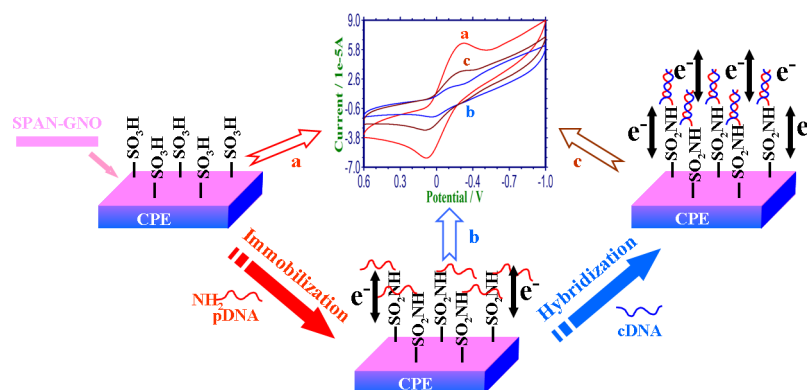 SPAN-GNO
SO₃H
SO₃H
SO₃H
SO₃H
SO₃H
CPE
a
Current / 1e-5A
9.0
5.8
2.6
-0.6
-3.8
-7.0
0.6
0.3
0
-0.4
-0.7
-1.0
Potential / V
a
c
b
b
c
e⁻
e⁻
e⁻
e
SO₂NH
SO₂NH
SO₂NH
SO₂NH
SO₂NH
CPE
Immobilization
NH₂
pDNA
e⁻
e⁻
SO₂NH
SO₂NH
SO₂NH
SO₂NH
SO₂NH
CPE
Hybridization
cDNA